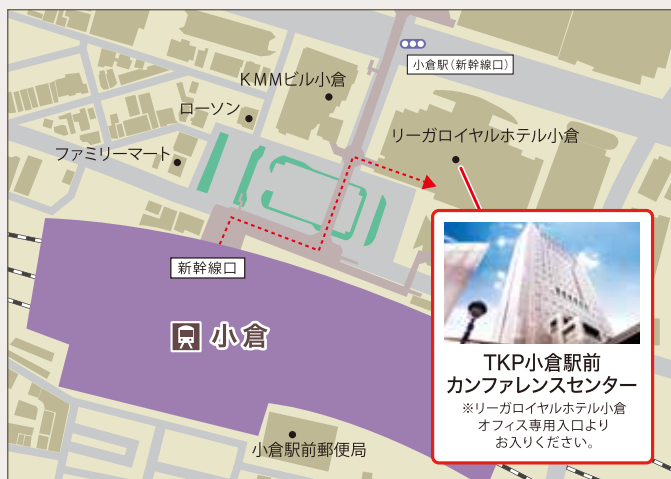 小倉駅(新幹線口)
KMMビル小倉
ローソン
リーガロイヤルホテル小倉
ファミリーマート
新幹線口
小倉
TKP小倉駅前
カンファレンスセンター
※リーガロイヤルホテル小倉
オフィス専用入口より
お入りください。
小倉駅前郵便局